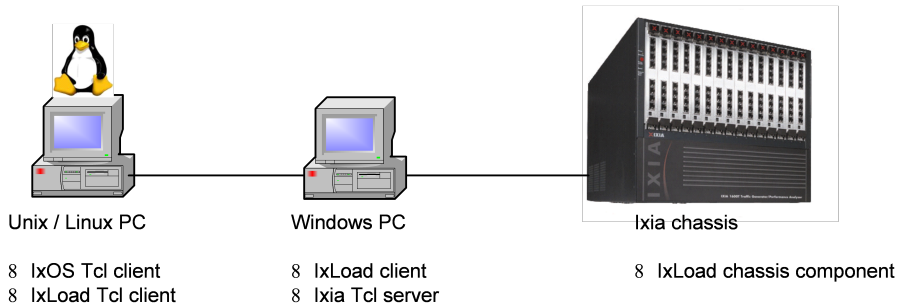 Unix / Linux PC
8 IxOS Tcl client
8 IxLoad Tcl client
Windows PC
8 IxLoad client
8 Ixia Tcl server
IXIA
IXIA
Ixia chassis
8 IxLoad chassis component